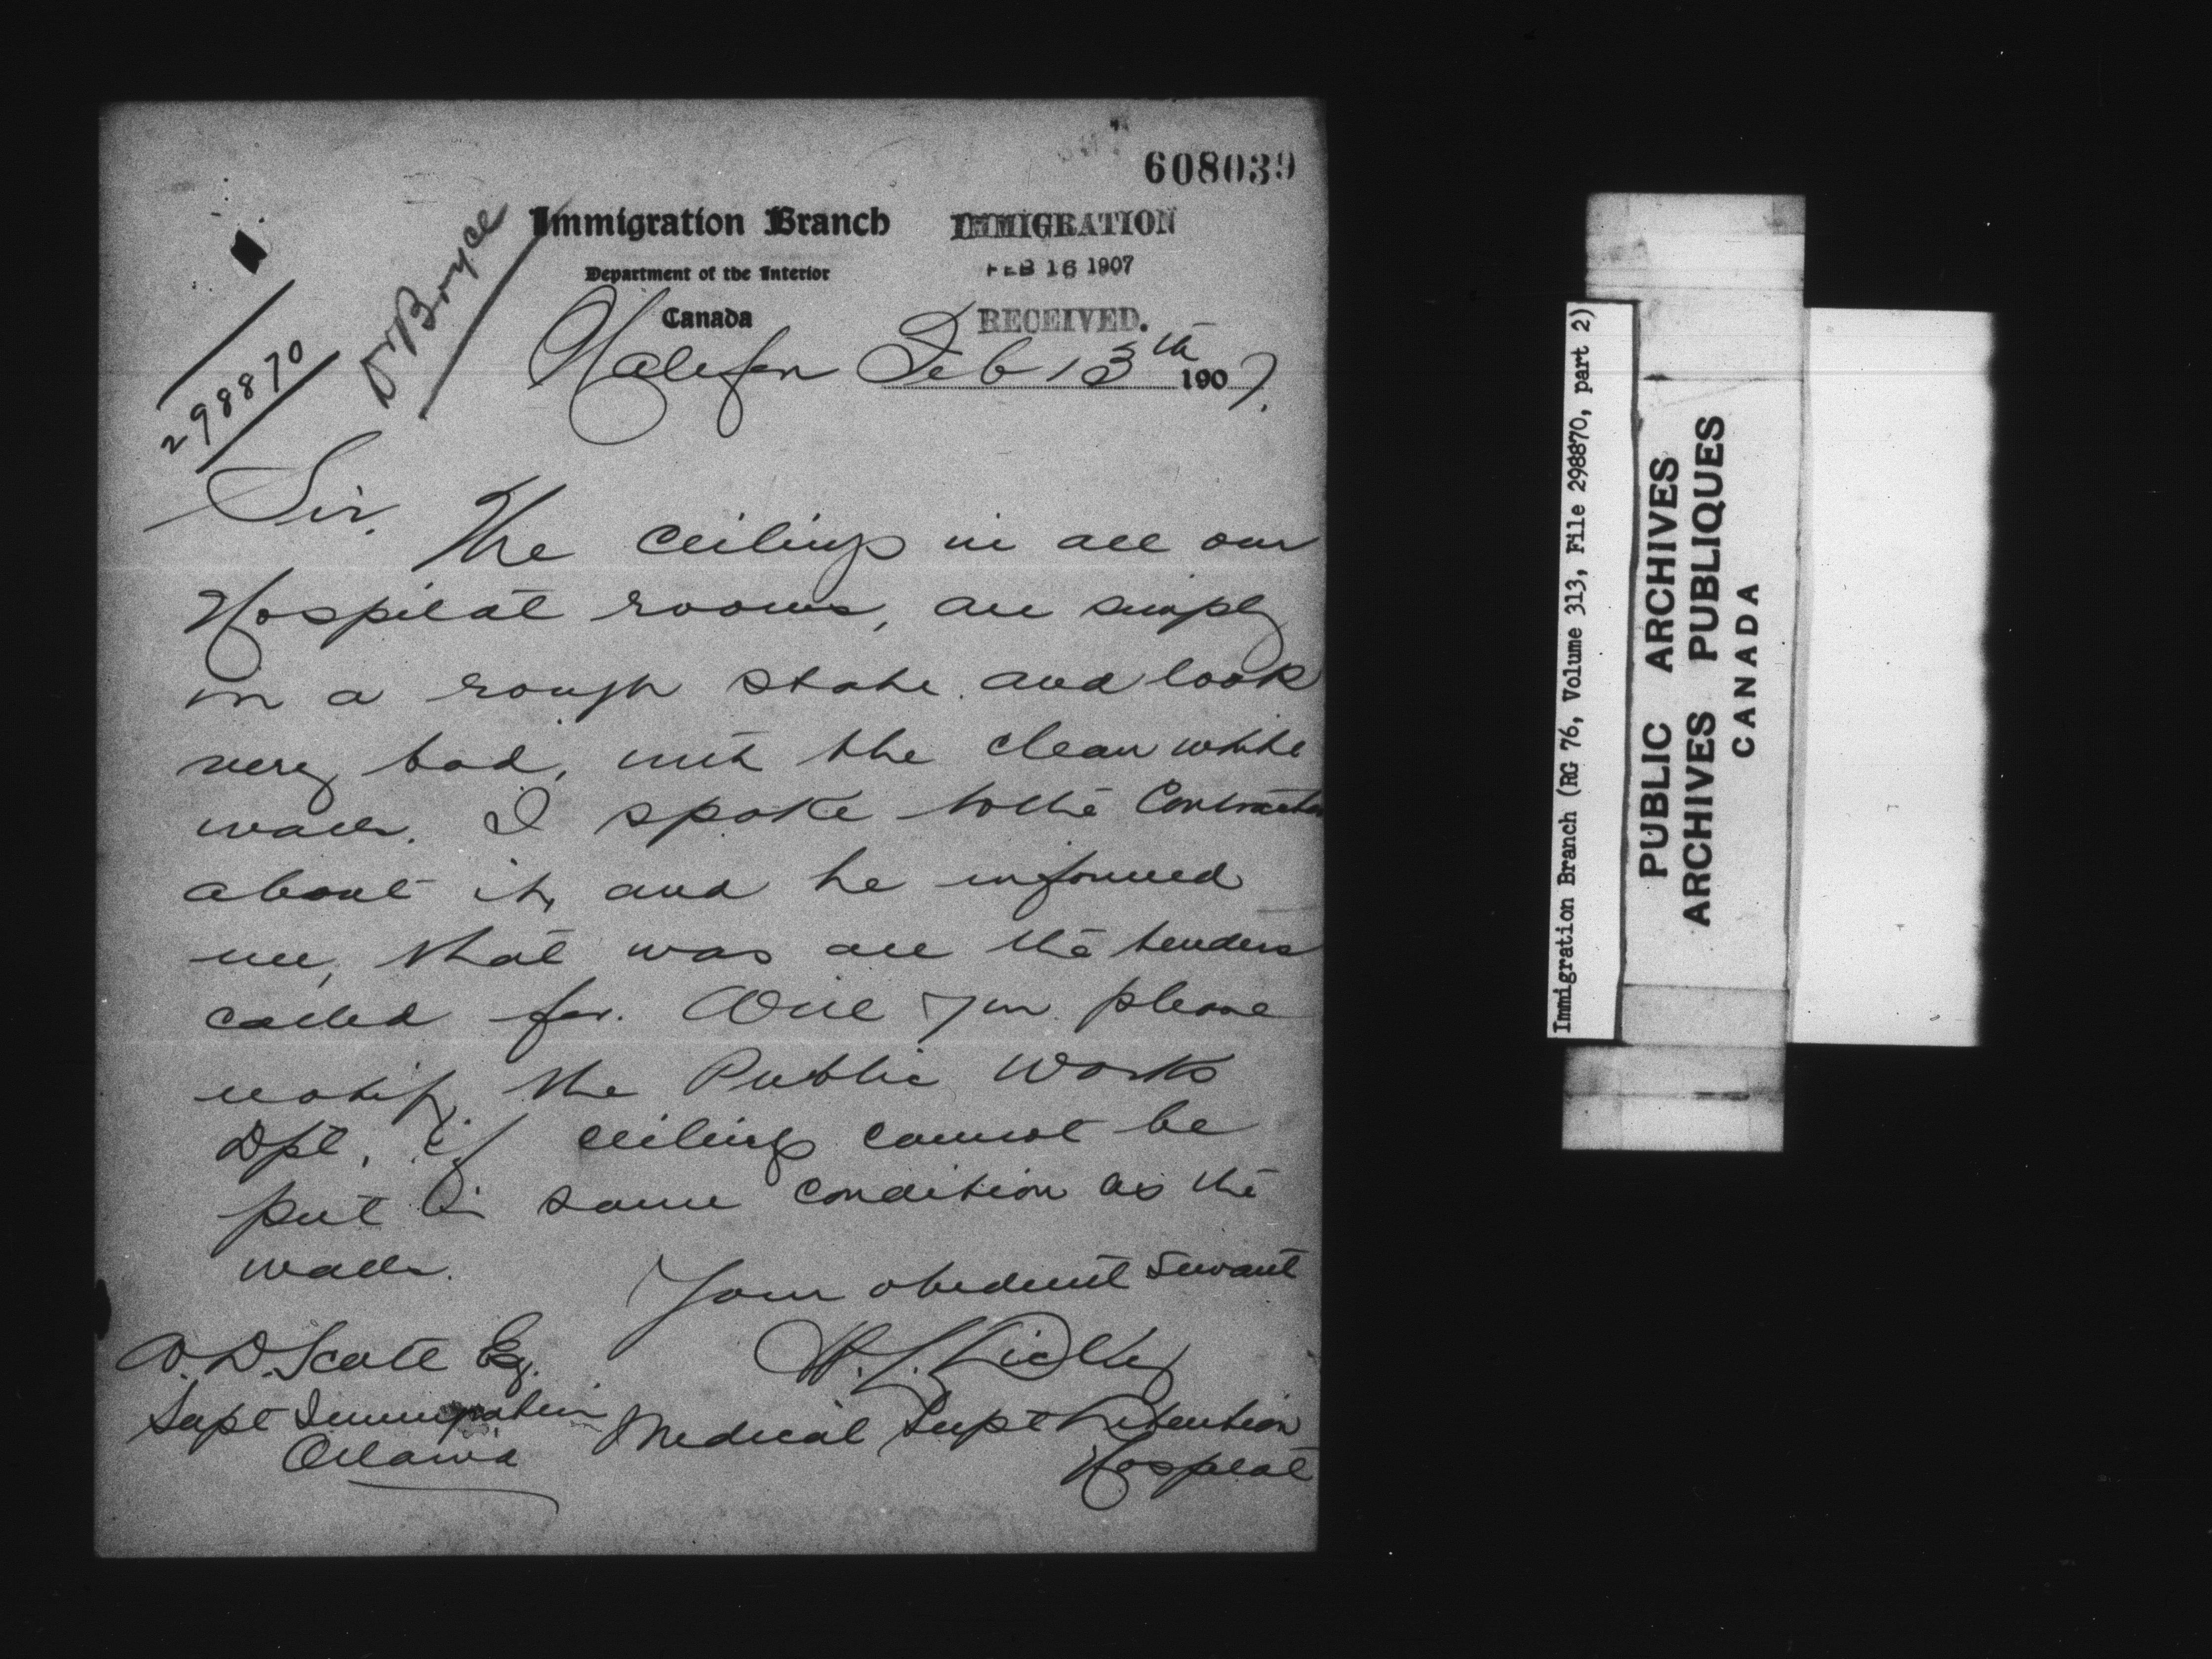 608039
Immigration Branch
Department of the Interior
Canada
IMMIGRATION
FEB 16 1907
RECEIVED.
298870
Dr Bryce
Halifax Feb 13th 1907.
Sir,
The ceilings in all our
Hospital rooms, are simply
in a rough state and look
very bad, with the clean white
walls. I spoke to the Contractor
about it, and he informed
me, that was all the tenders
called for. Will you please
notify the Public Works
Dpt, if ceilings cannot be
put in same condition as the
walls.
Your obedient Servant
W. D. Scott Esq.
Supt Immigration
Ottawa
Medical Supt Detention
Hospital
Immigration Branch (RG 76, Volume 313, File 298870, part 2)
PUBLIC ARCHIVES
ARCHIVES PUBLIQUES
CANADA